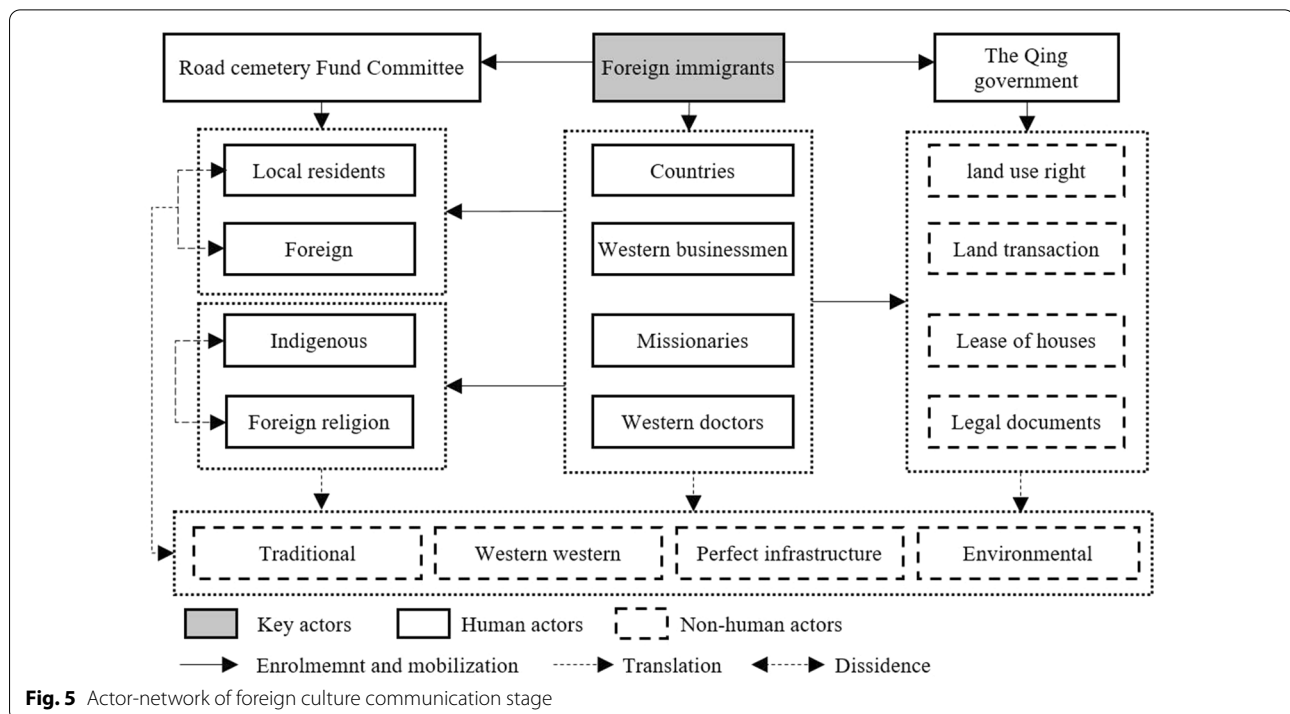 Road cemetery Fund Committee
Foreign immigrants
The Qing
government
Local residents
Countries
land use right
Foreign
Western businessmen
Land transaction
Indigenous
Missionaries
Lease of houses
Foreign religion
Western doctors
Legal documents
Traditional
Western western
Perfect infrastructure
Environmental
Key actors
Human actors
Non-human actors
Enrolmemnt and mobilization
Translation
Dissidence
Fig. 5 Actor-network of foreign culture communication stage